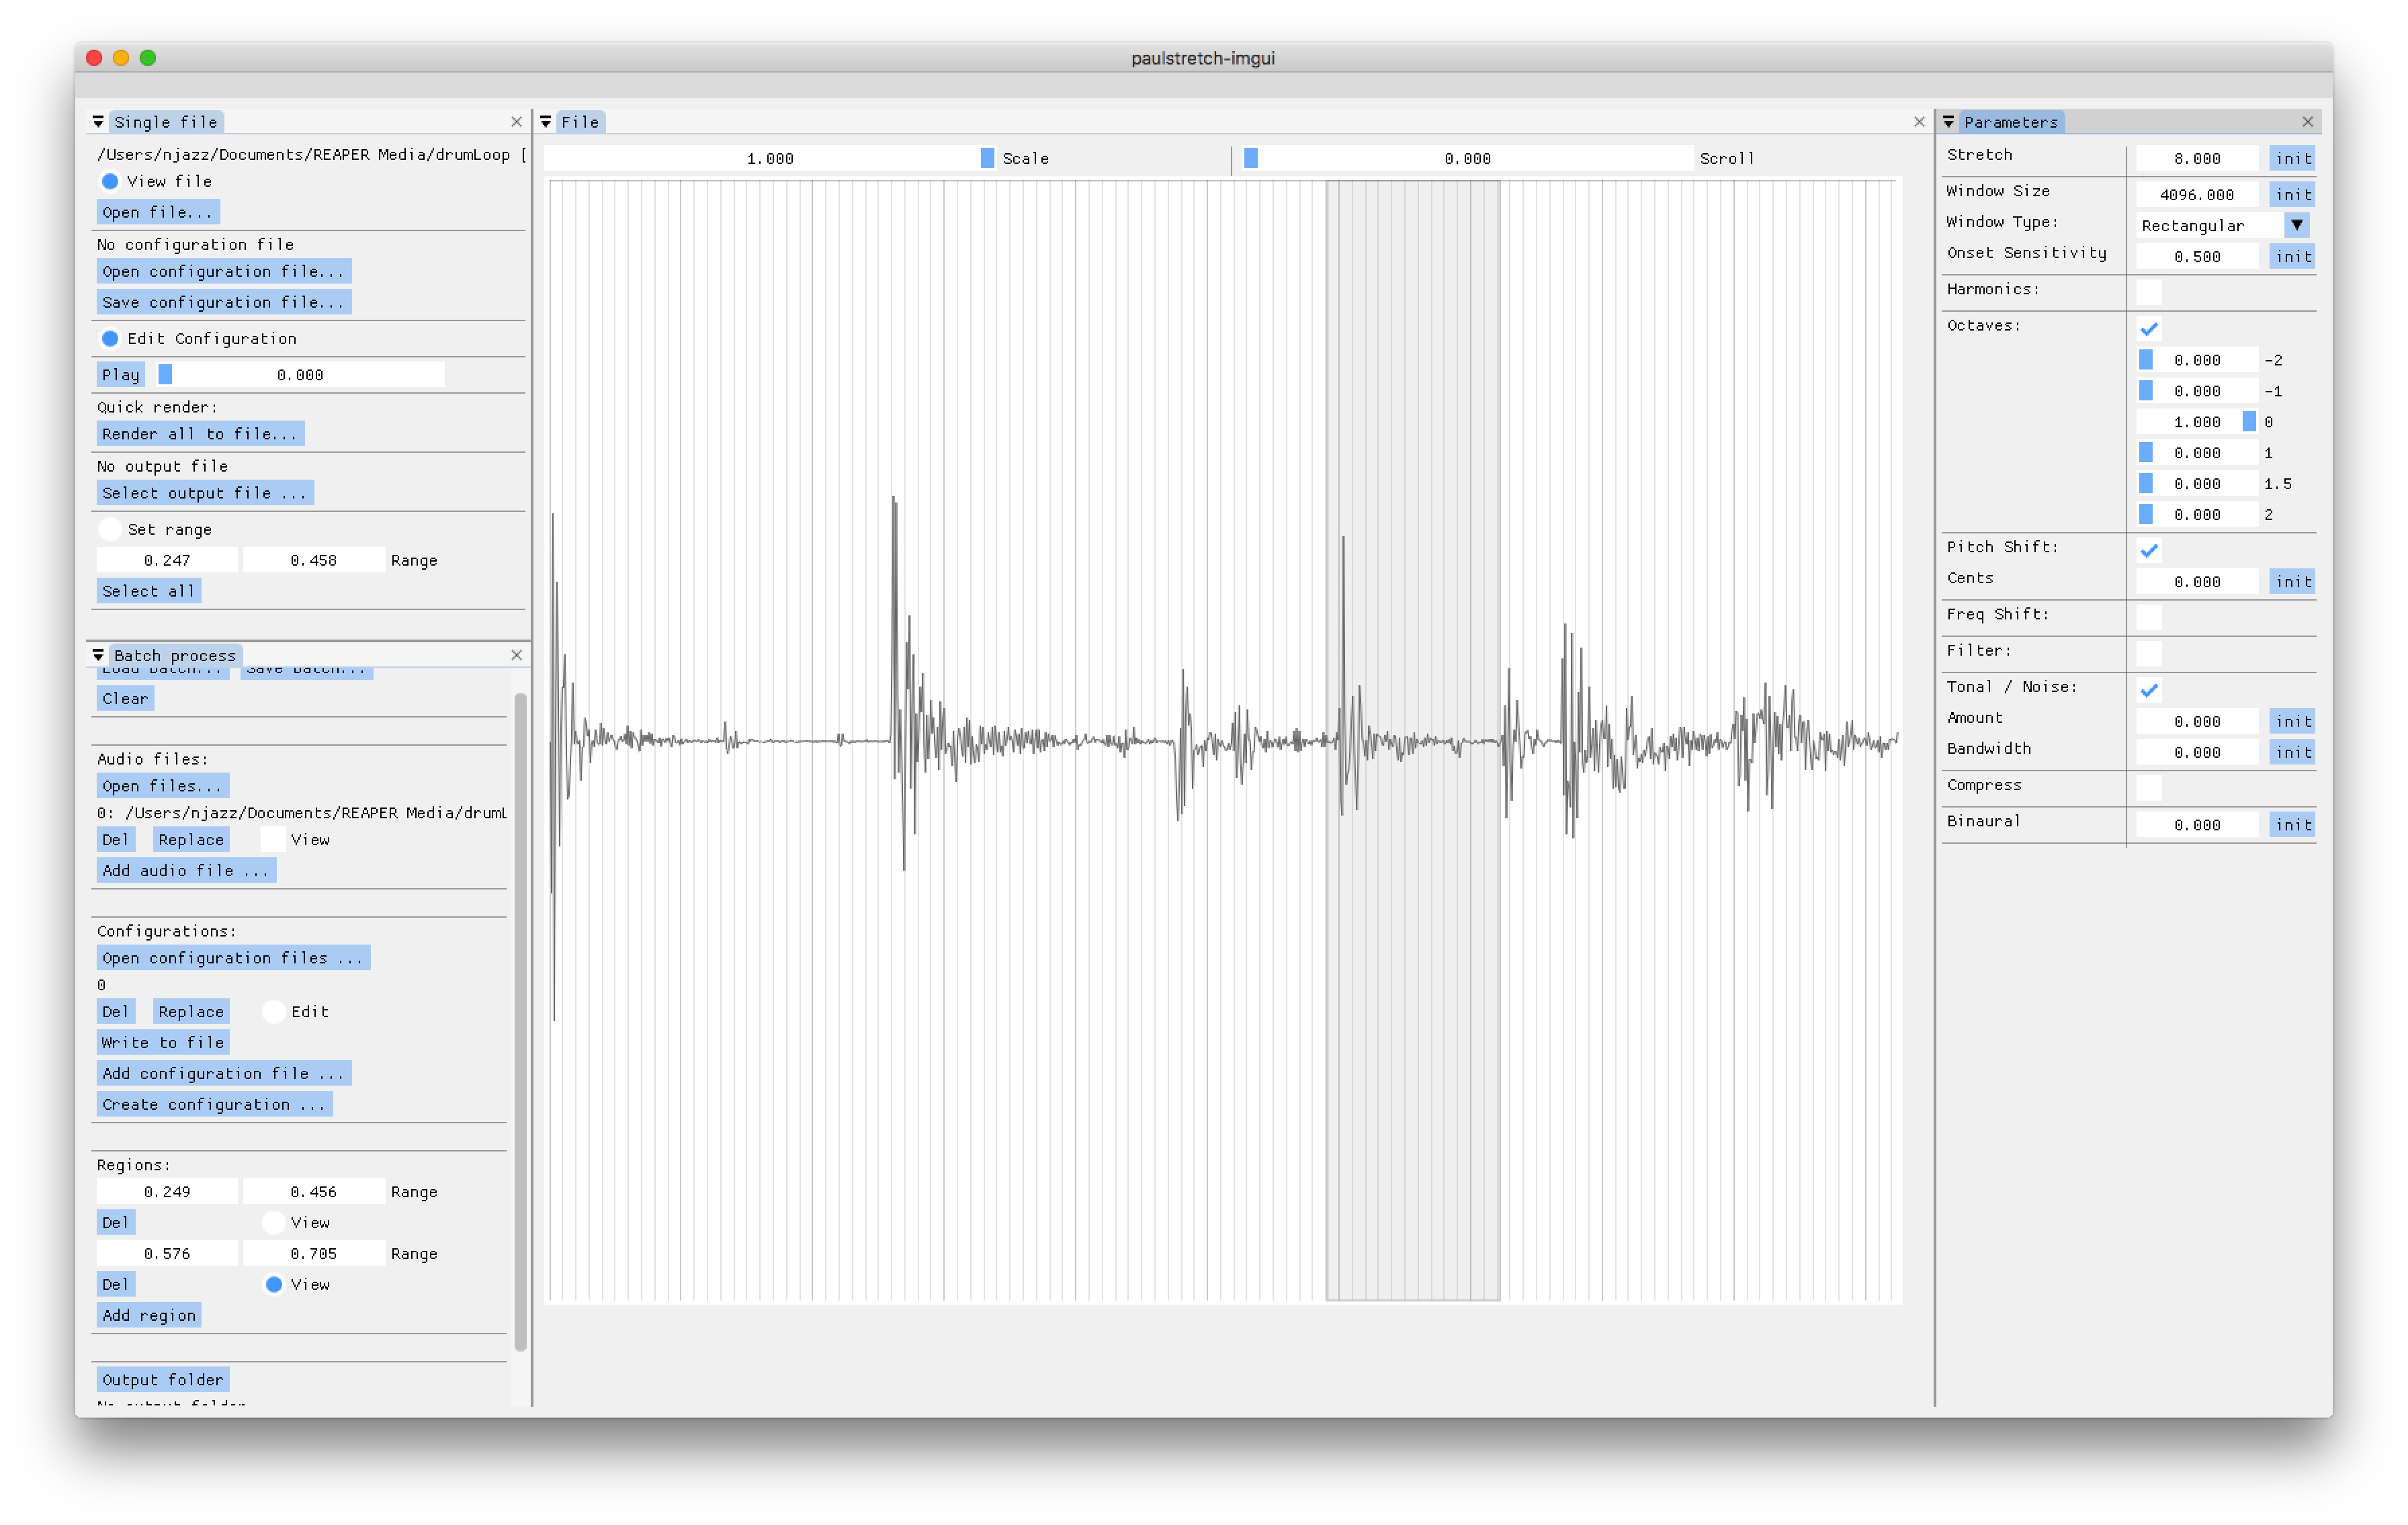 paulstretch-imgui
Single file
/Users/njazz/Documents/REAPER Media/drumLoop [
View file
Open file...
No configuration file
Open configuration file...
Save configuration file...
Edit Configuration
Play 0.000
Quick render:
Render all to file...
No output file
Select output file ...
Set range
0.247 0.458 Range
Select all
Batch process
Load batch... Save batch...
Clear
Audio files:
Open files...
0: /Users/njazz/Documents/REAPER Media/drumL
Del Replace View
Add audio file ...
Configurations:
Open configuration files ...
0
Del Replace Edit
Write to file
Add configuration file ...
Create configuration ...
Regions:
0.249 0.456 Range
Del View
0.576 0.705 Range
Del View
Add region
Output folder
No output folder
File
1.000 Scale 0.000 Scroll
Parameters
Stretch 8.000 init
Window Size 4096.000 init
Window Type: Rectangular
Onset Sensitivity 0.500 init
Harmonics:
Octaves:
0.000 -2
0.000 -1
1.000 0
0.000 1
0.000 1.5
0.000 2
Pitch Shift:
Cents 0.000 init
Freq Shift:
Filter:
Tonal / Noise:
Amount 0.000 init
Bandwidth 0.000 init
Compress
Binaural 0.000 init